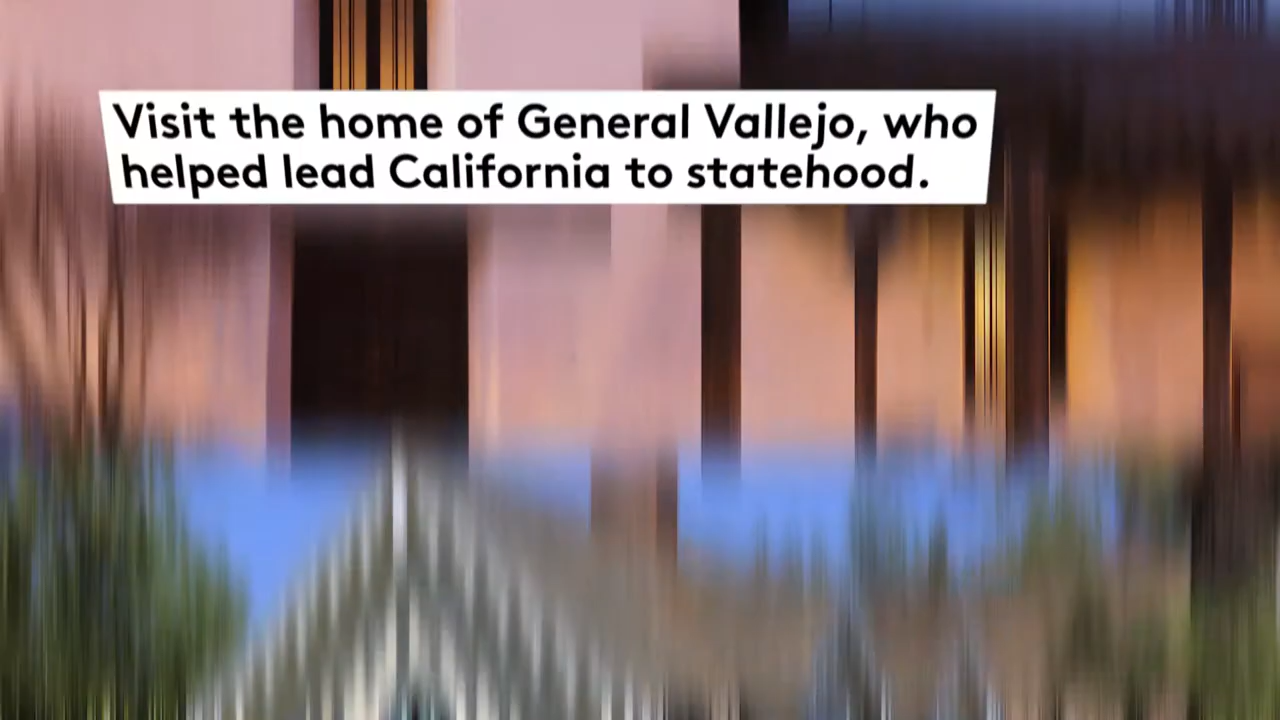 Visit the home of General Vallejo, who
helped lead California to statehood.